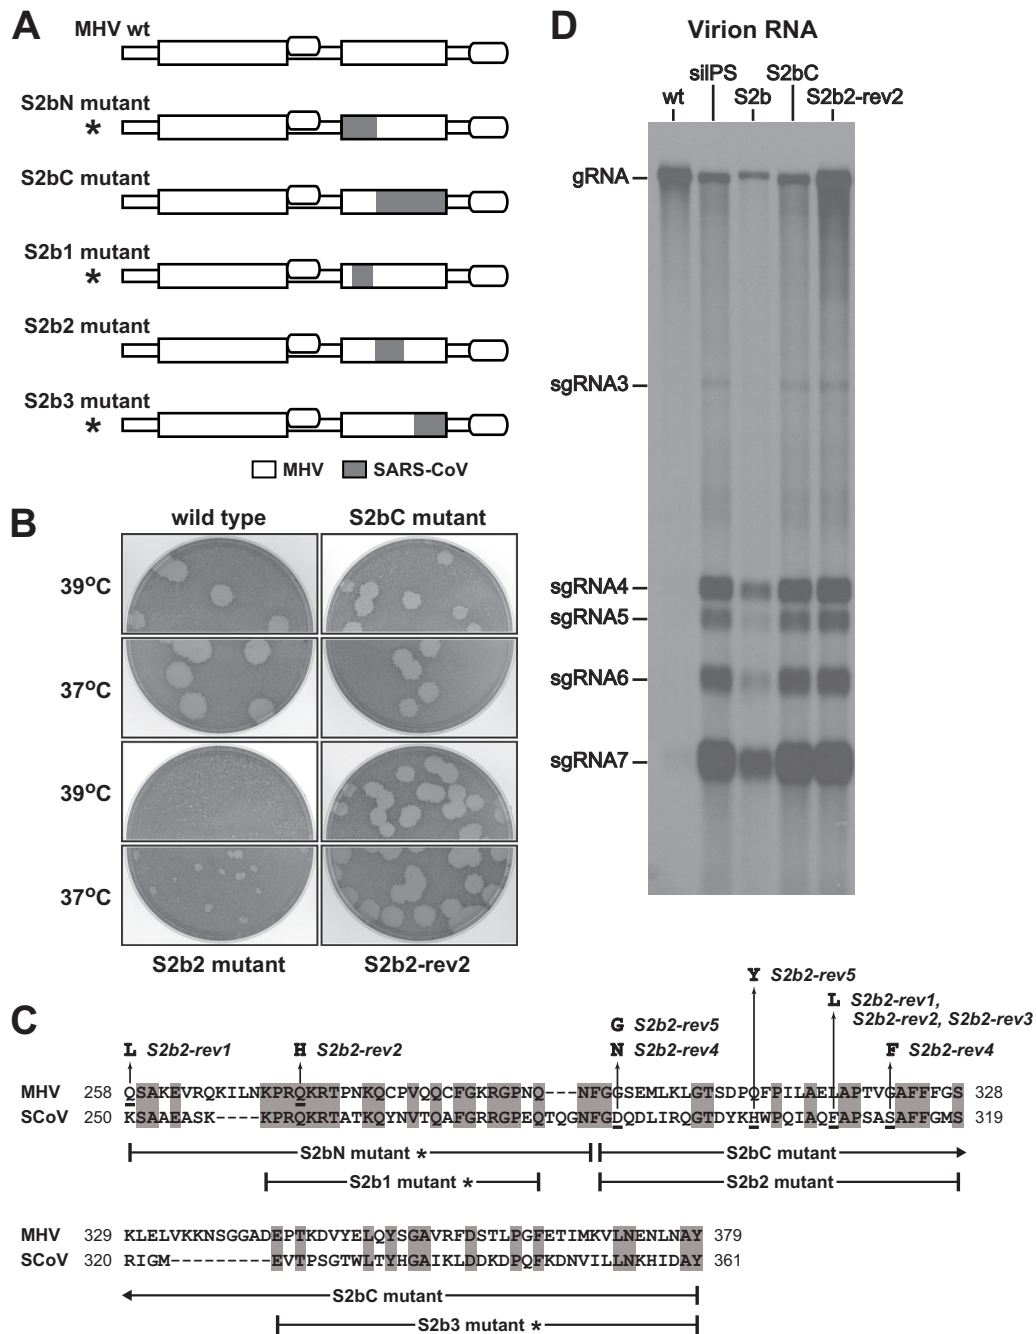 A
MHV wt
S2bN mutant
*
S2bC mutant
S2b1 mutant
*
S2b2 mutant
S2b3 mutant
*
MHV SARS-CoV
B
wild type S2bC mutant
39°C
37°C
39°C
37°C
S2b2 mutant S2b2-rev2
D
Virion RNA
silPS S2bC
wt S2b S2b2-rev2
gRNA
sgRNA3
sgRNA4
sgRNA5
sgRNA6
sgRNA7
C
Y S2b2-rev5
G S2b2-rev5 L S2b2-rev1,
S2b2-rev2, S2b2-rev3
L S2b2-rev1 H S2b2-rev2 N S2b2-rev4 F S2b2-rev4
MHV 258 QSAKEVRQKILNKPRQKRTPNKQCPVQQCFGKRGPNQ---NFGGSEMLKLGTSDPQFPILAELAPTVGAFFFGS 328
SCoV 250 KSAAEASK----KPRQKRTATKQYNVTQAFGRRGPEQTQGNFGDQDLIRQGTDYKHWPQIAQFAPSASAFFGMS 319
S2bN mutant * S2bC mutant
S2b1 mutant * S2b2 mutant
MHV 329 KLELVKKNSGGADEPTKDVYELQYSGAVRFDSTLPGFETIMKVLNENLNAY 379
SCoV 320 RIGM---------EVTPSGTWLTYHGAIKLDDKDPQFKDNVILLNKHIDAY 361
S2bC mutant
S2b3 mutant *